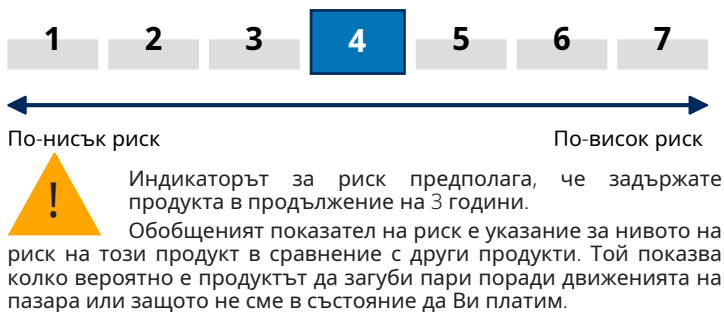 1 2 3 4 5 6 7
По-нисък риск По-висок риск
! Индикаторът за риск предполага, че задържате
продукта в продължение на 3 години.
Обобщеният показател на риск е указание за нивото на
риск на този продукт в сравнение с други продукти. Той показва
колко вероятно е продуктът да загуби пари поради движенията на
пазара или защото не сме в състояние да Ви платим.